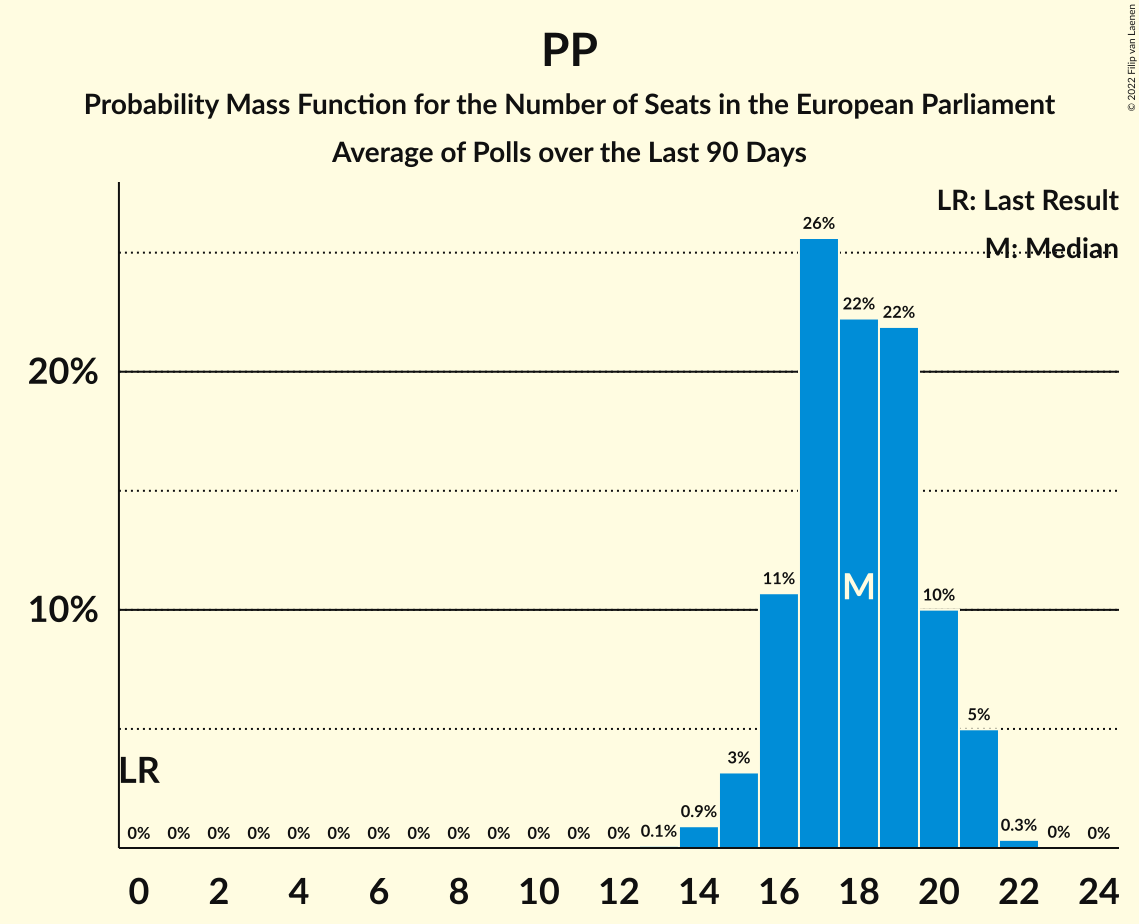 PP
Probability Mass Function for the Number of Seats in the European Parliament
Average of Polls over the Last 90 Days
© 2022 Filip van Laenen
LR: Last Result
M: Median
26%
22%
22%
20%
11%
M
10%
10%
5%
LR
3%
0.9%
0% 0% 0% 0% 0% 0% 0% 0% 0% 0% 0% 0% 0% 0.1% 0.3% 0% 0%
0 2 4 6 8 10 12 14 16 18 20 22 24